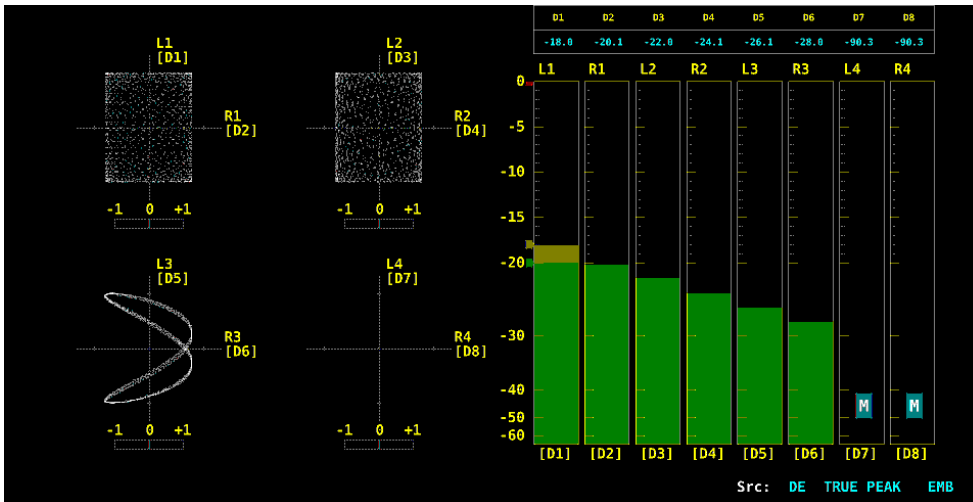 L1
[D1]
R1
[D2]
-1 0 +1
L2
[D3]
R2
[D4]
-1 0 +1
L3
[D5]
R3
[D6]
-1 0 +1
L4
[D7]
R4
[D8]
-1 0 +1
D1 D2 D3 D4 D5 D6 D7 D8
-18.0 -20.1 -22.0 -24.1 -26.1 -28.0 -90.3 -90.3
L1 R1 L2 R2 L3 R3 L4 R4
0
-5
-10
-15
-20
-30
-40
M M
-50
-60
[D1] [D2] [D3] [D4] [D5] [D6] [D7] [D8]
Src: DE TRUE PEAK EMB